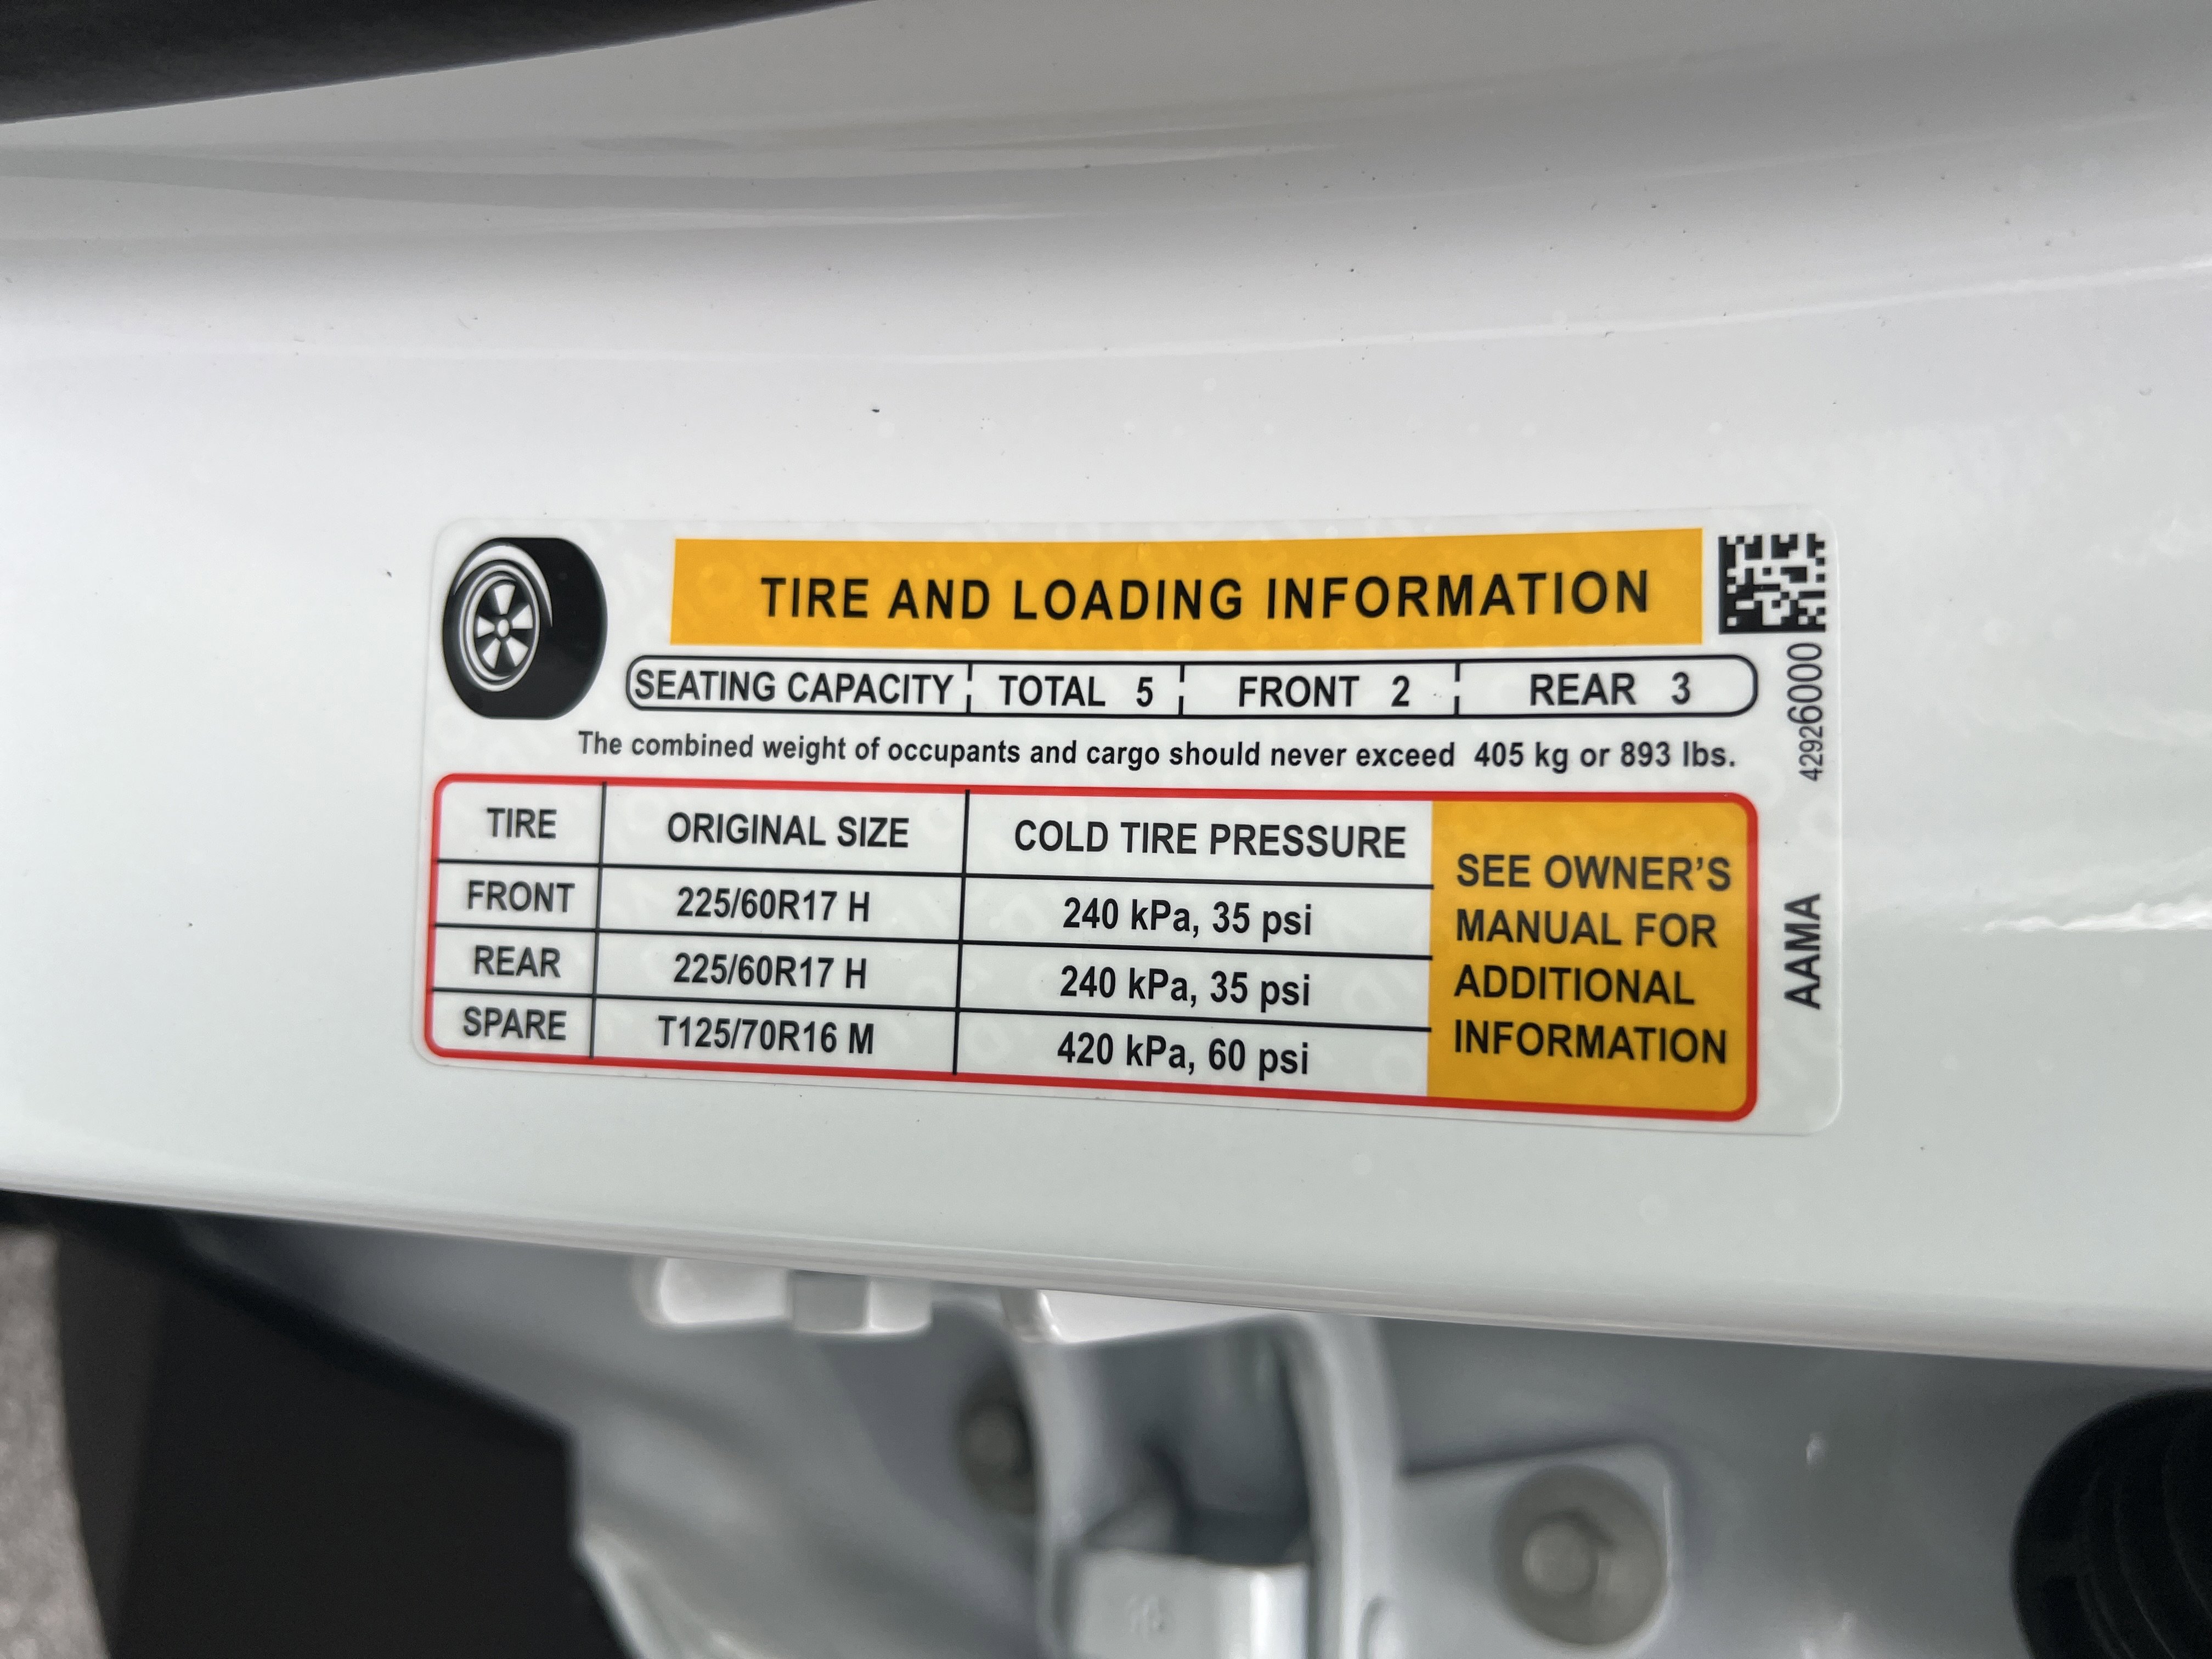 TIRE AND LOADING INFORMATION
SEATING CAPACITY TOTAL 5 FRONT 2 REAR 3
The combined weight of occupants and cargo should never exceed 405 kg or 893 lbs.
TIRE ORIGINAL SIZE COLD TIRE PRESSURE
FRONT 225/60R17 H 240 kPa, 35 psi
REAR 225/60R17 H 240 kPa, 35 psi
SPARE T125/70R16 M 420 kPa, 60 psi
SEE OWNER’S
MANUAL FOR
ADDITIONAL
INFORMATION
42926000
AAMA